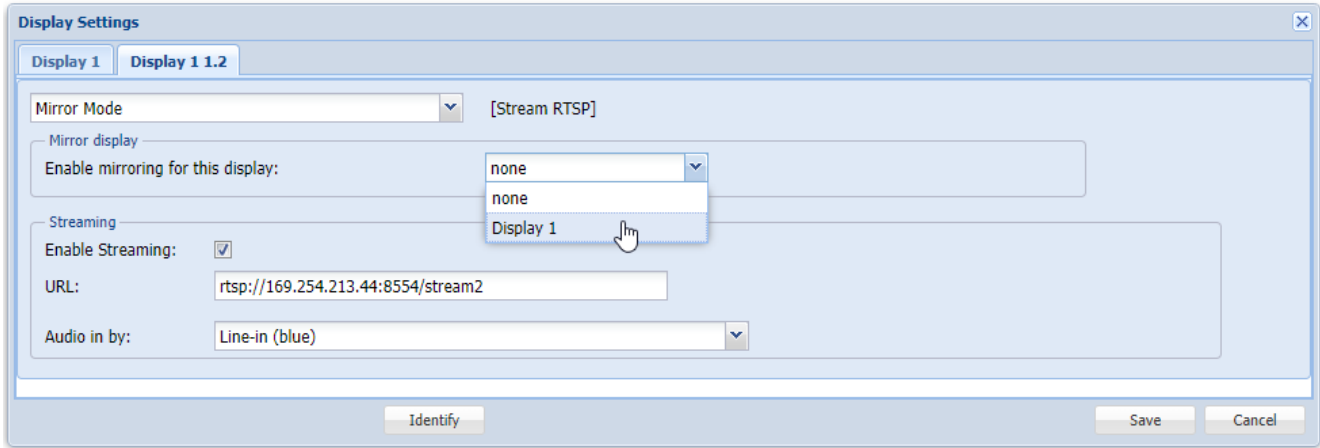 Display Settings
Display 1
Display 1 1.2
Mirror Mode
[Stream RTSP]
Mirror display
Enable mirroring for this display:
none
none
Display 1
Streaming
Enable Streaming:
URL:
rtsp://169.254.213.44:8554/stream2
Audio in by:
Line-in (blue)
Identify
Save
Cancel